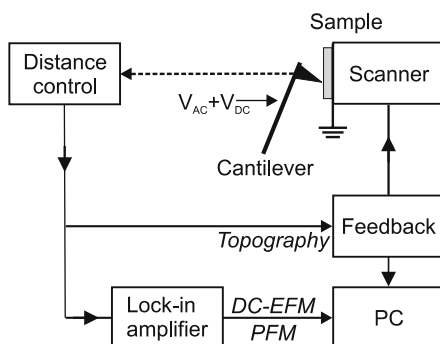 Sample
Distance
control
Scanner
V_AC+V_DC
Cantilever
Feedback
Topography
Lock-in
amplifier
DC-EFM
PFM
PC